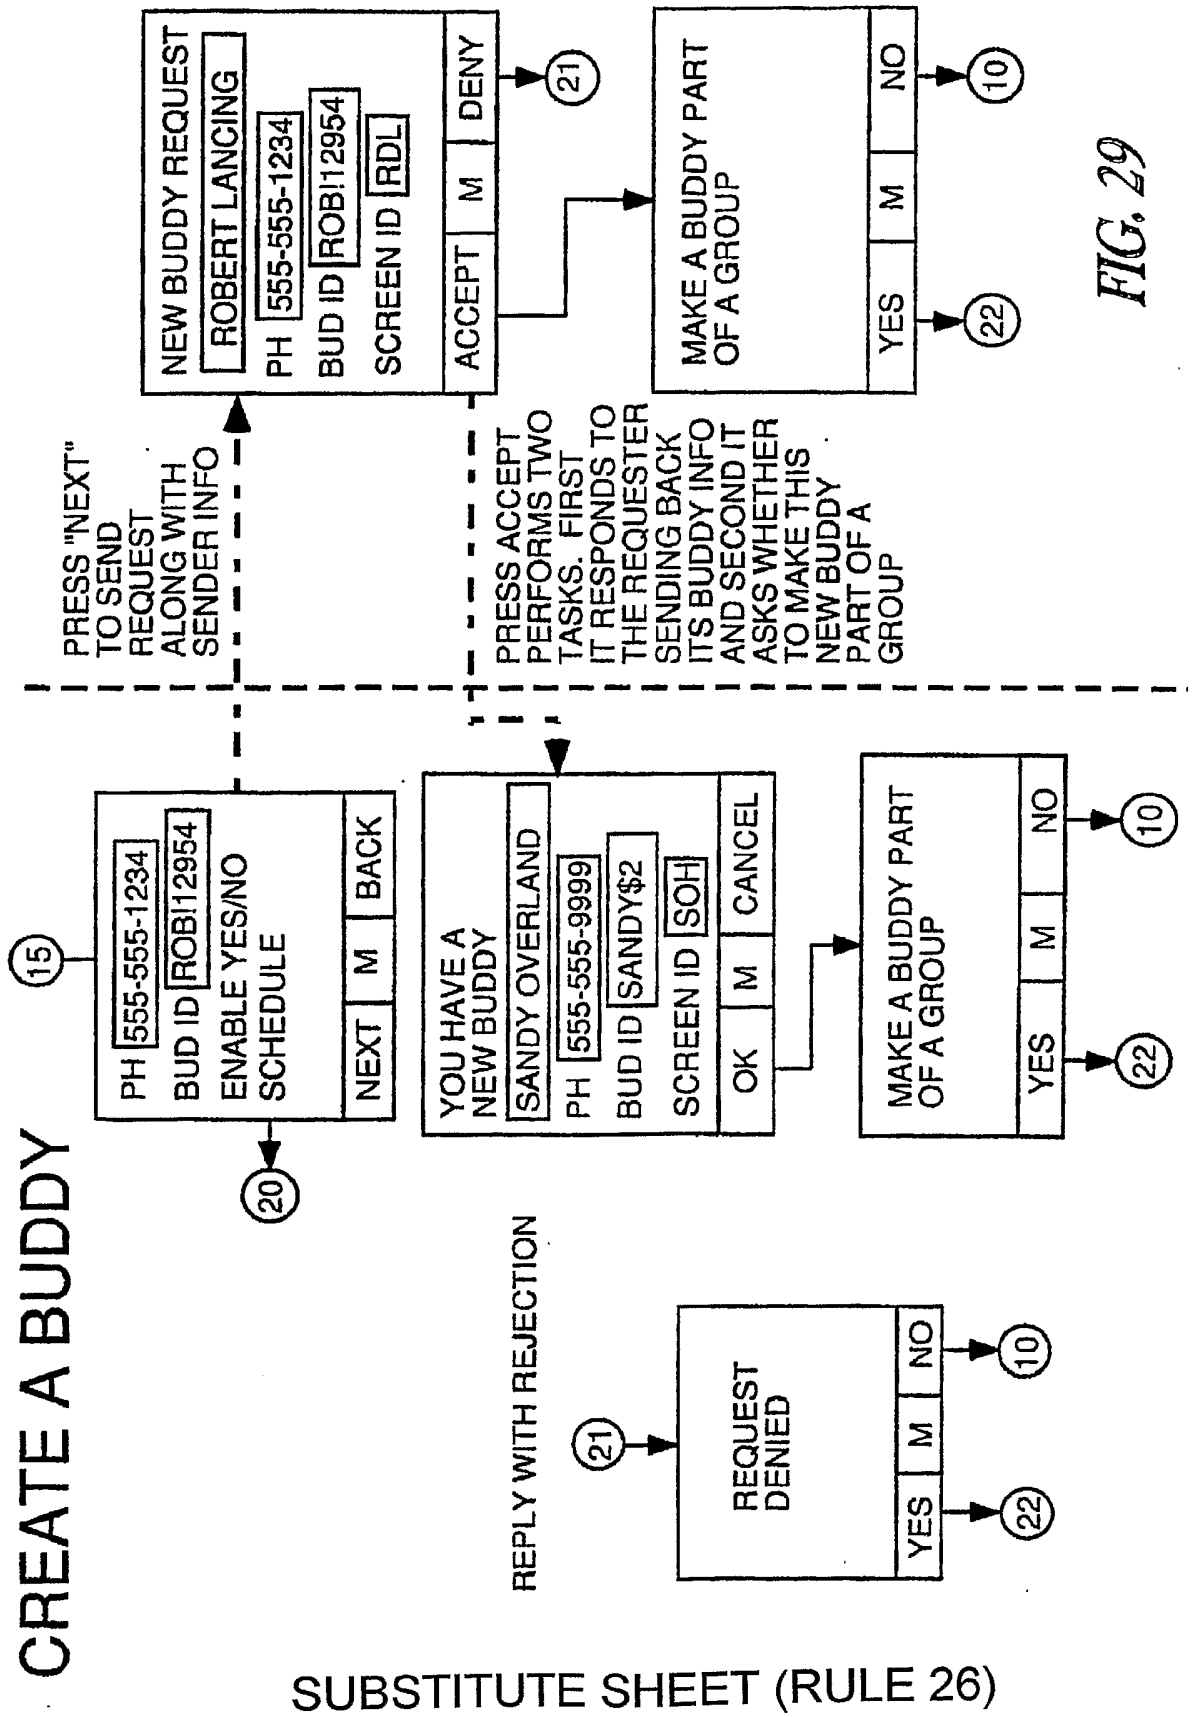 CREATE A BUDDY
15
PH 555-555-1234
BUD ID ROB!12954
ENABLE YES/NO
SCHEDULE
NEXT M BACK
20
PRESS "NEXT"
TO SEND
REQUEST
ALONG WITH
SENDER INFO
NEW BUDDY REQUEST
ROBERT LANCING
PH 555-555-1234
BUD ID ROB!12954
SCREEN ID RDL
ACCEPT M DENY
21
REPLY WITH REJECTION
21
REQUEST
DENIED
YES M NO
22 10
YOU HAVE A
NEW BUDDY
SANDY OVERLAND
PH 555-555-9999
BUD ID SANDY$2
SCREEN ID SOH
OK M CANCEL
MAKE A BUDDY PART
OF A GROUP
YES M NO
22 10
PRESS ACCEPT
PERFORMS TWO
TASKS. FIRST
IT RESPONDS TO
THE REQUESTER
SENDING BACK
ITS BUDDY INFO
AND SECOND IT
ASKS WHETHER
TO MAKE THIS
NEW BUDDY
PART OF A
GROUP
MAKE A BUDDY PART
OF A GROUP
YES M NO
22 10
FIG. 29
SUBSTITUTE SHEET (RULE 26)